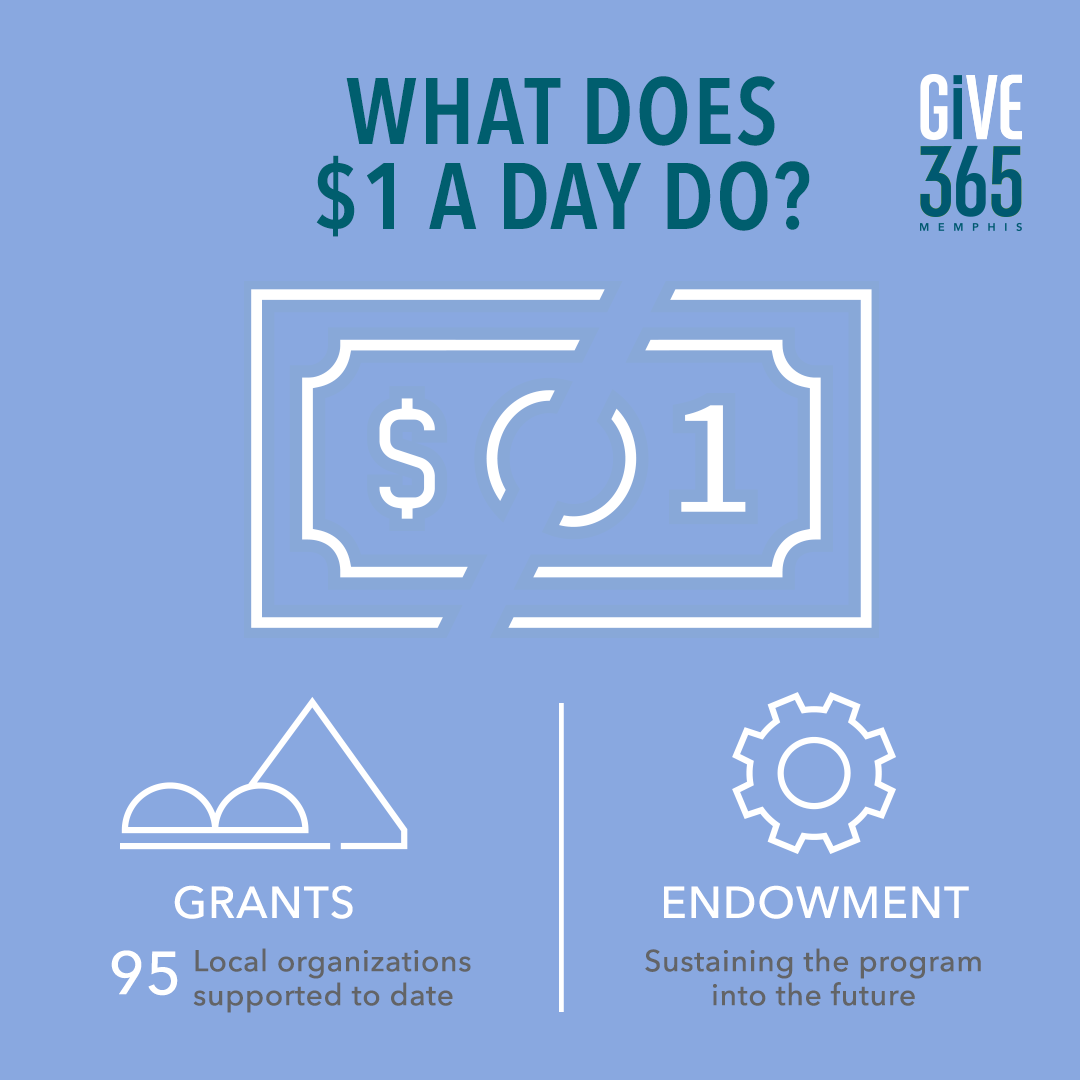 WHAT DOES
$1 A DAY DO?
GiVE
365
MEMPHIS
$ 1
GRANTS
95 Local organizations
supported to date
ENDOWMENT
Sustaining the program
into the future